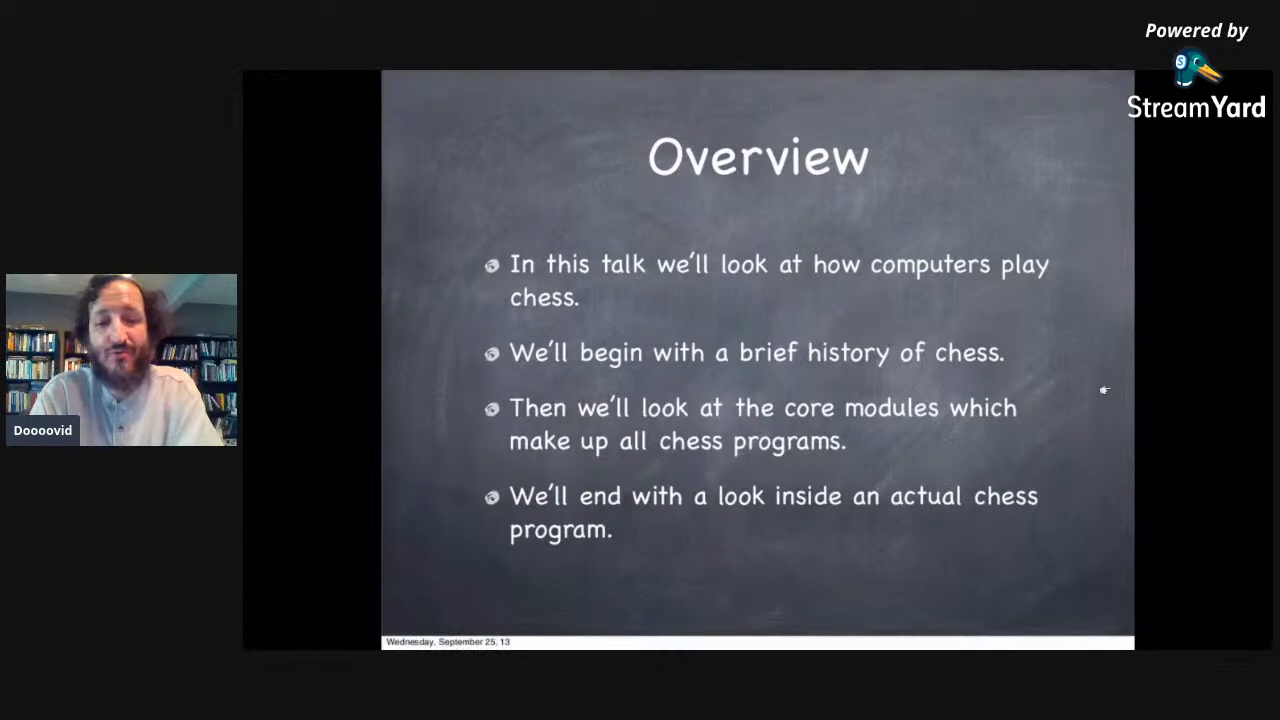 Powered by
StreamYard
Overview
In this talk we'll look at how computers play
chess.
We'll begin with a brief history of chess.
Then we'll look at the core modules which
make up all chess programs.
We'll end with a look inside an actual chess
program.
Doooovid
Wednesday, September 25, 13